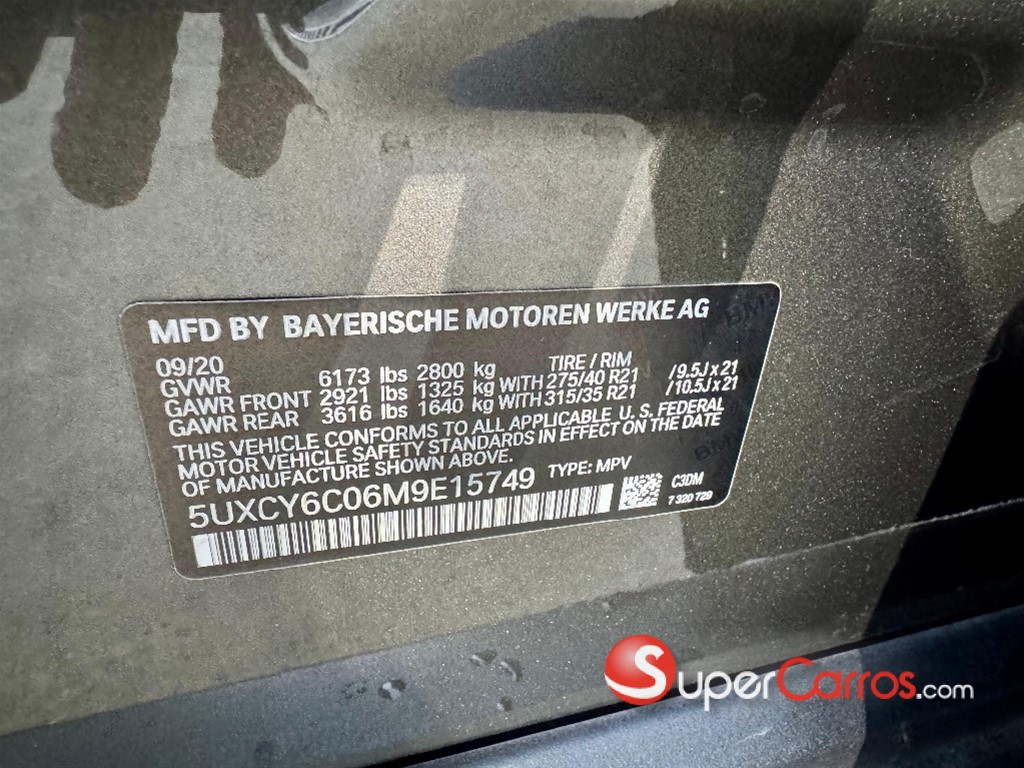 MFD BY BAYERISCHE MOTOREN WERKE AG
09/20 TIRE / RIM
GVWR 6173 lbs 2800 kg
GAWR FRONT 2921 lbs 1325 kg WITH 275/40 R21 / 9.5J x 21
GAWR REAR 3616 lbs 1640 kg WITH 315/35 R21 / 10.5J x 21
THIS VEHICLE CONFORMS TO ALL APPLICABLE U. S. FEDERAL
MOTOR VEHICLE SAFETY STANDARDS IN EFFECT ON THE DATE
OF MANUFACTURE SHOWN ABOVE.
5UXCY6C06M9E15749 TYPE: MPV C3DM
7 320 729
SuperCarros.com